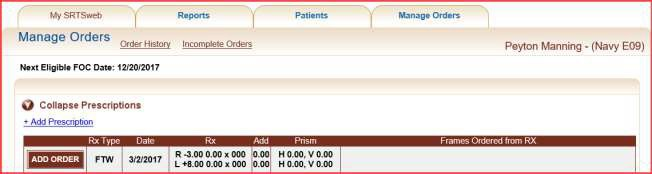 My SRTSweb Reports Patients Manage Orders
Manage Orders Order History Incomplete Orders Peyton Manning - (Navy E09)
Next Eligible FOC Date: 12/20/2017
Collapse Prescriptions
+ Add Prescription
Rx Type Date Rx Add Prism Frames Ordered from RX
ADD ORDER FTW 3/2/2017 R -3.00 0.00 x 000 0.00 H 0.00, V 0.00
L +8.00 0.00 x 000 0.00 H 0.00, V 0.00